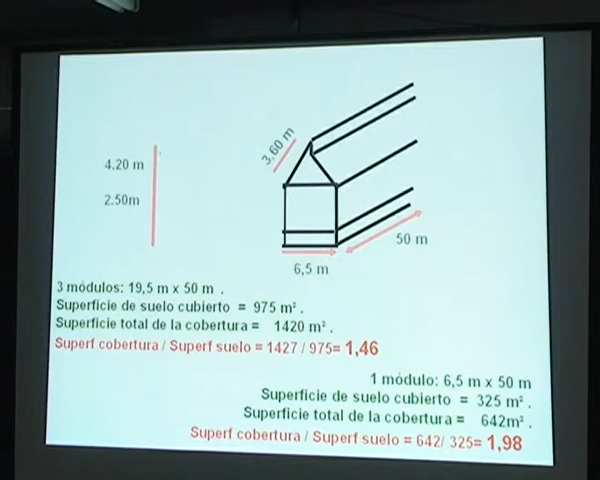 3,60 m
4.20 m
2.50m
50 m
6,5 m
3 módulos: 19,5 m x 50 m .
Superficie de suelo cubierto = 975 m² .
Superficie total de la cobertura = 1420 m² .
Superf cobertura / Superf suelo = 1427 / 975= 1,46
1 módulo: 6,5 m x 50 m
Superficie de suelo cubierto = 325 m² .
Superficie total de la cobertura = 642m² .
Superf cobertura / Superf suelo = 642/ 325= 1,98